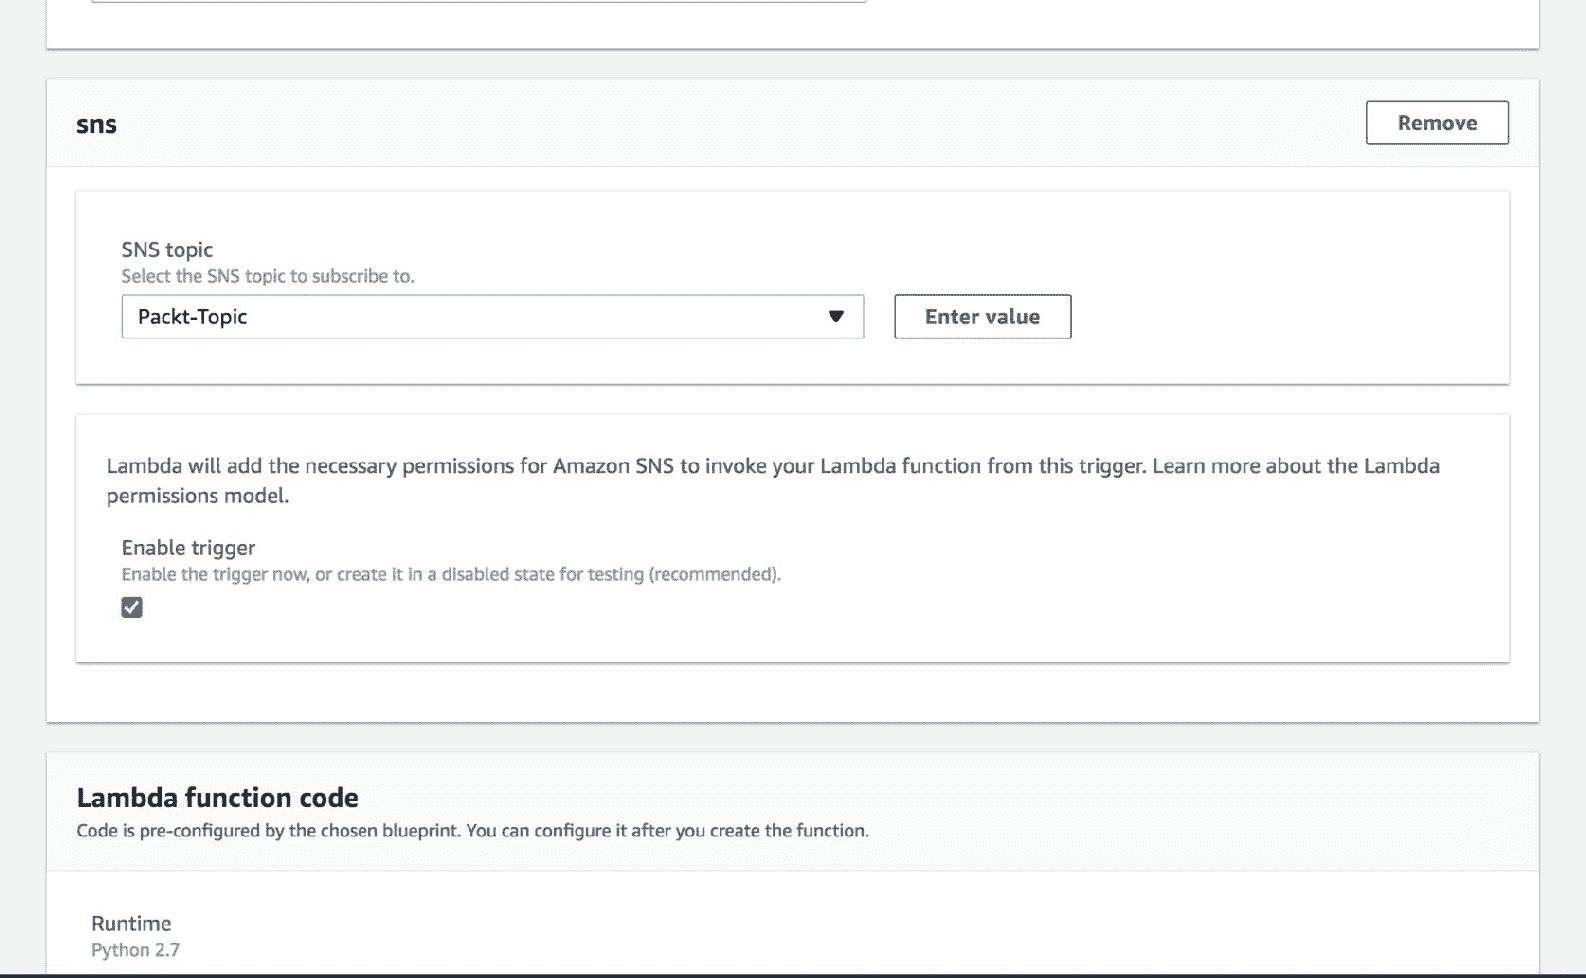 sns
Remove
SNS topic
Select the SNS topic to subscribe to.
Packt-Topic
Enter value
Lambda will add the necessary permissions for Amazon SNS to invoke your Lambda function from this trigger. Learn more about the Lambda
permissions model.
Enable trigger
Enable the trigger now, or create it in a disabled state for testing (recommended).
Lambda function code
Code is pre-configured by the chosen blueprint. You can configure it after you create the function.
Runtime
Python 2.7